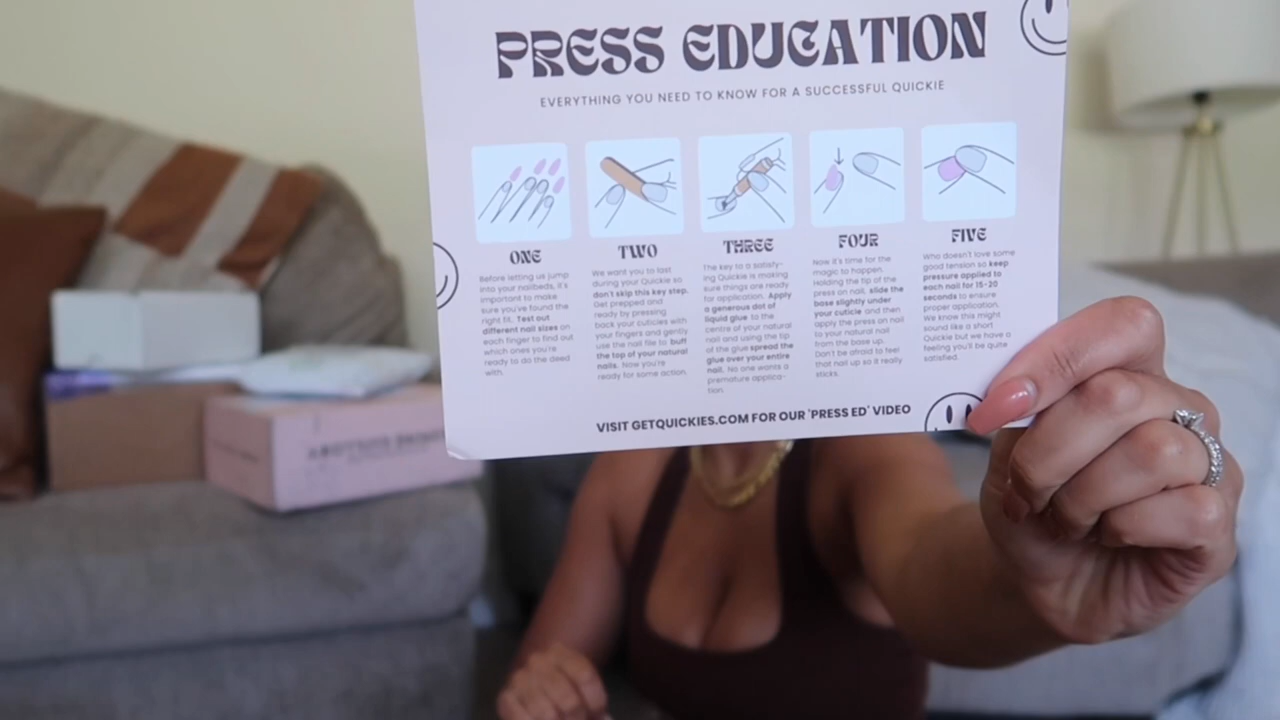 PRESS EDUCATION
EVERYTHING YOU NEED TO KNOW FOR A SUCCESSFUL QUICKIE
ONE
Before letting us jump
into your nailbeds, it's
important to make
sure you've found the
right fit. Test out
different nail sizes on
each finger to find out
which ones you're
ready to do the deed
with.
TWO
We want you to last
during your Quickie so
don't skip this key step.
Get prepped and
ready by pressing
back your cuticles with
your fingers and gently
use the nail file to buff
the top of your natural
nails. Now you're
ready for some action.
THREE
The key to a satisfy-
ing Quickie is making
sure things are ready
for application. Apply
a generous dot of
liquid glue to the
centre of your natural
nail and using the tip
of the glue spread the
glue over your entire
nail. No one wants a
premature applica-
tion.
FOUR
Now it's time for the
magic to happen.
Holding the tip of the
press on nail, slide the
base slightly under
your cuticle and then
apply the press on nail
to your natural nail
from the base up.
Don't be afraid to feel
that nail up so it really
sticks.
FIVE
Who doesn't love some
good tension so keep
pressure applied to
each nail for 15-20
seconds to ensure
proper application.
We know this might
sound like a short
Quickie but we have a
feeling you'll be quite
satisfied.
VISIT GETQUICKIES.COM FOR OUR 'PRESS ED' VIDEO